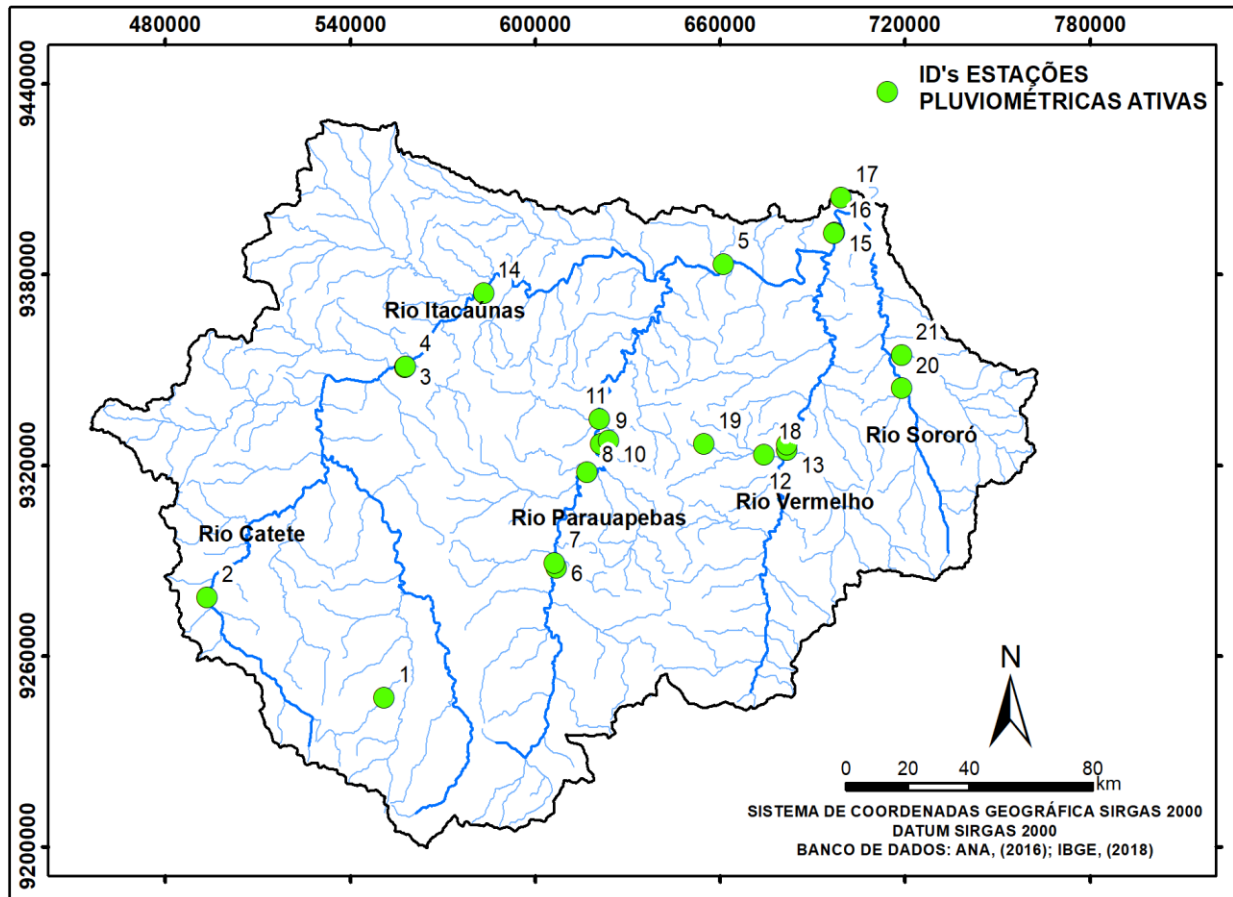 480000 540000 600000 660000 720000 780000
9440000
9380000
9320000
9260000
9200000
ID's ESTAÇÕES
PLUVIOMÉTRICAS ATIVAS
17
16
15
5
14
Rio Itacaúnas
4
3
21
20
11
9
8 10
19
18
13
12
Rio Sororó
Rio Vermelho
Rio Parauapebas
Rio Catete
7
6
2
1
N
0 20 40 80
km
SISTEMA DE COORDENADAS GEOGRÁFICA SIRGAS 2000
DATUM SIRGAS 2000
BANCO DE DADOS: ANA, (2016); IBGE, (2018)